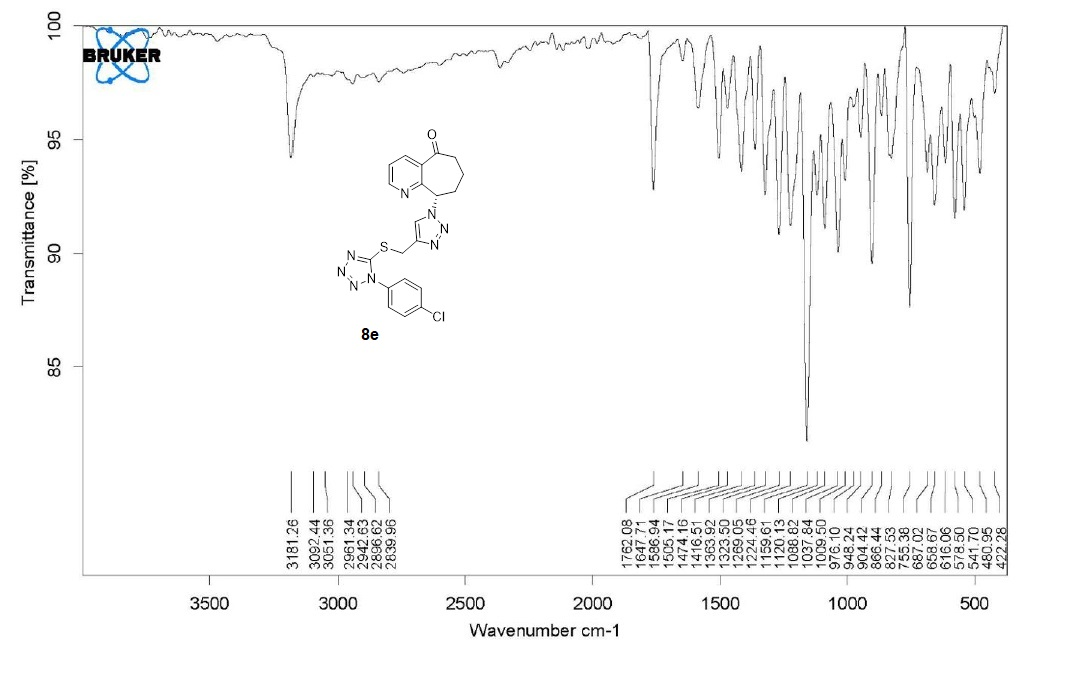 BRUKER
Transmittance [%]
100
95
90
85
O
N
N
N
N
S
N
N
N
N
Cl
8e
3181.26
3092.44
3051.36
2961.34
2942.63
2896.62
2839.96
1762.08
1647.71
1586.94
1505.17
1474.16
1416.51
1363.92
1323.50
1269.05
1224.46
1159.61
1120.13
1088.82
1037.84
1009.50
976.10
948.24
904.42
866.44
827.53
755.38
687.02
658.67
616.06
578.50
541.70
480.95
422.28
3500 3000 2500 2000 1500 1000 500
Wavenumber cm-1